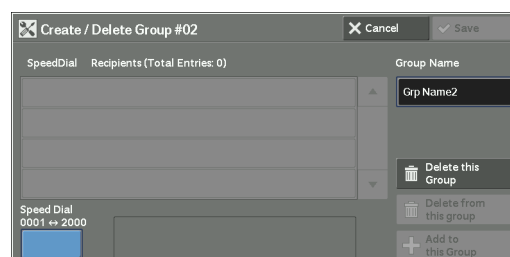 Create / Delete Group #02
Cancel
Save
SpeedDial Recipients (Total Entries: 0)
Group Name
Grp Name2
Delete this
Group
Speed Dial
0001 ↔ 2000
Delete from
this group
Add to
this Group